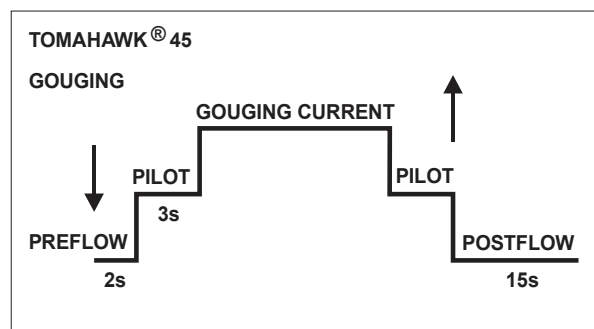 TOMAHAWK® 45
GOUGING
GOUGING CURRENT
PILOT
PILOT
3s
PREFLOW
POSTFLOW
2s
15s